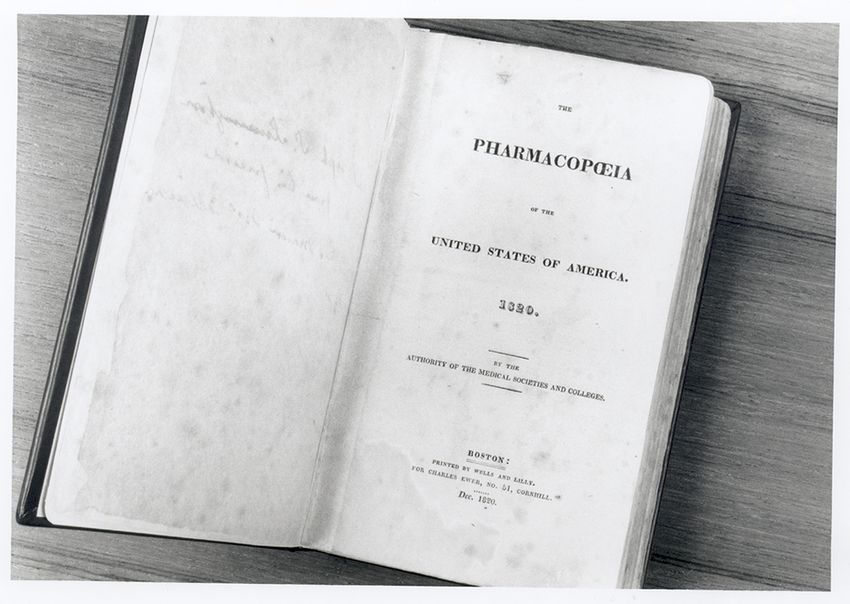 THE
PHARMACOPŒIA
OF THE
UNITED STATES OF AMERICA.
1820.
BY THE
AUTHORITY OF THE MEDICAL SOCIETIES AND COLLEGES.
BOSTON:
PRINTED BY WELLS AND LILLY.
FOR CHARLES EWER, NO. 51, CORNHILL.
Dec. 1820.